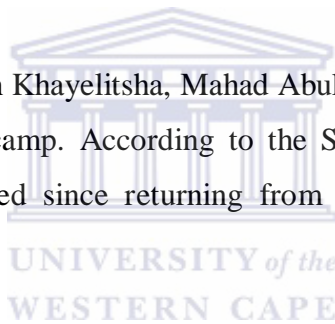 n Khayelitsha, Mahad Abul
camp. According to the S
ed since returning from
UNIVERSITY of the
WESTERN CAPE